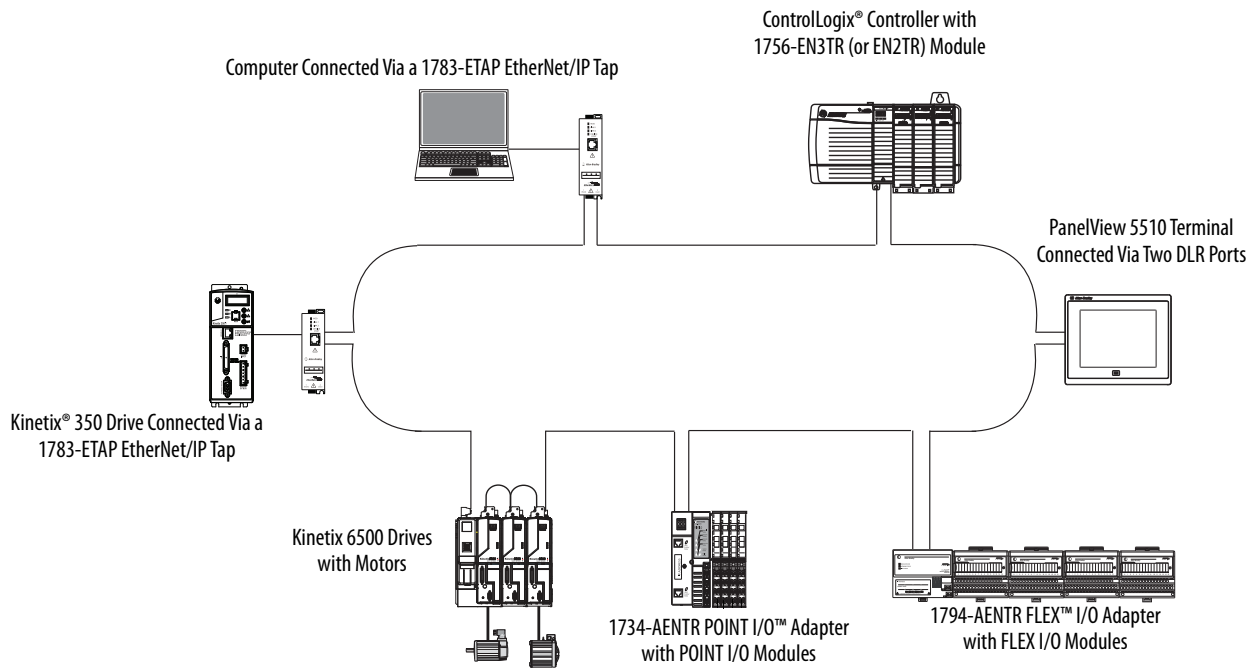 ControlLogix® Controller with
1756-EN3TR (or EN2TR) Module
Computer Connected Via a 1783-ETAP EtherNet/IP Tap
PanelView 5510 Terminal
Connected Via Two DLR Ports
Kinetix® 350 Drive Connected Via a
1783-ETAP EtherNet/IP Tap
Kinetix 6500 Drives
with Motors
1734-AENTR POINT I/O™ Adapter
with POINT I/O Modules
1794-AENTR FLEX™ I/O Adapter
with FLEX I/O Modules